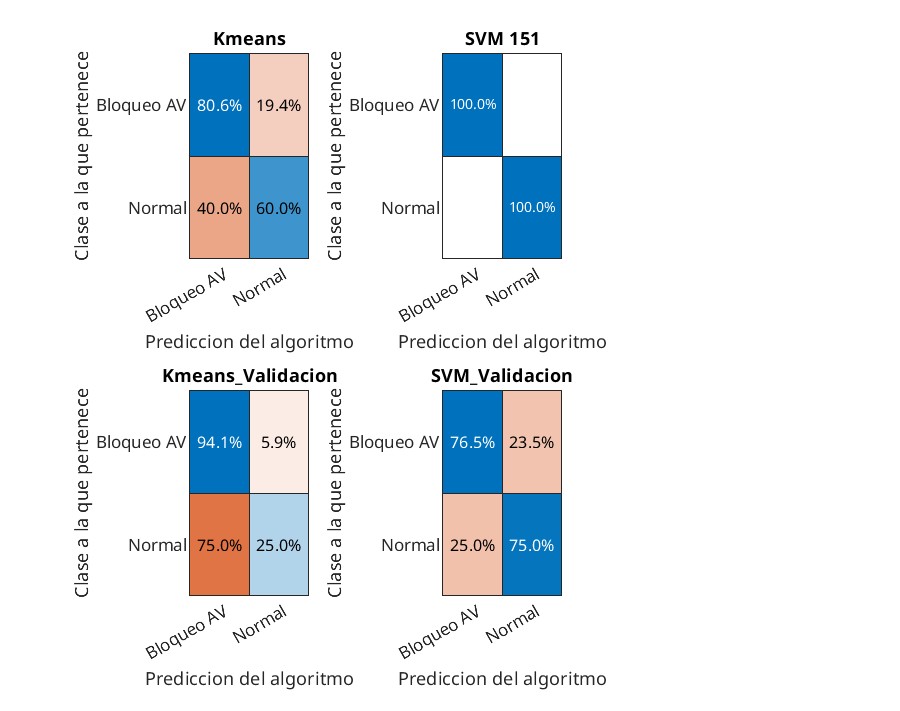 Kmeans
Clase a la que pertenece
Bloqueo AV 80.6% 19.4%
Normal 40.0% 60.0%
Bloqueo AV Normal
Prediccion del algoritmo
SVM 151
Clase a la que pertenece
Bloqueo AV 100.0%
Normal 100.0%
Bloqueo AV Normal
Prediccion del algoritmo
Kmeans_Validacion
Clase a la que pertenece
Bloqueo AV 94.1% 5.9%
Normal 75.0% 25.0%
Bloqueo AV Normal
Prediccion del algoritmo
SVM_Validacion
Clase a la que pertenece
Bloqueo AV 76.5% 23.5%
Normal 25.0% 75.0%
Bloqueo AV Normal
Prediccion del algoritmo